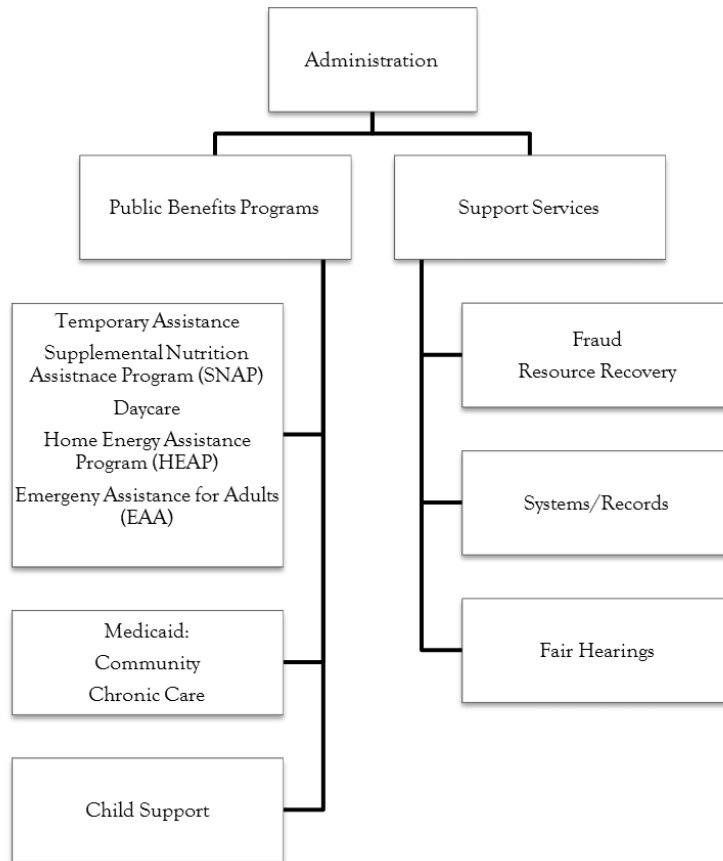 Administration
Public Benefits Programs
Support Services
Temporary Assistance
Supplemental Nutrition
Assistnace Program (SNAP)
Daycare
Home Energy Assistance
Program (HEAP)
Emergeny Assistance for Adults
(EAA)
Medicaid:
Community
Chronic Care
Child Support
Fraud
Resource Recovery
Systems/Records
Fair Hearings